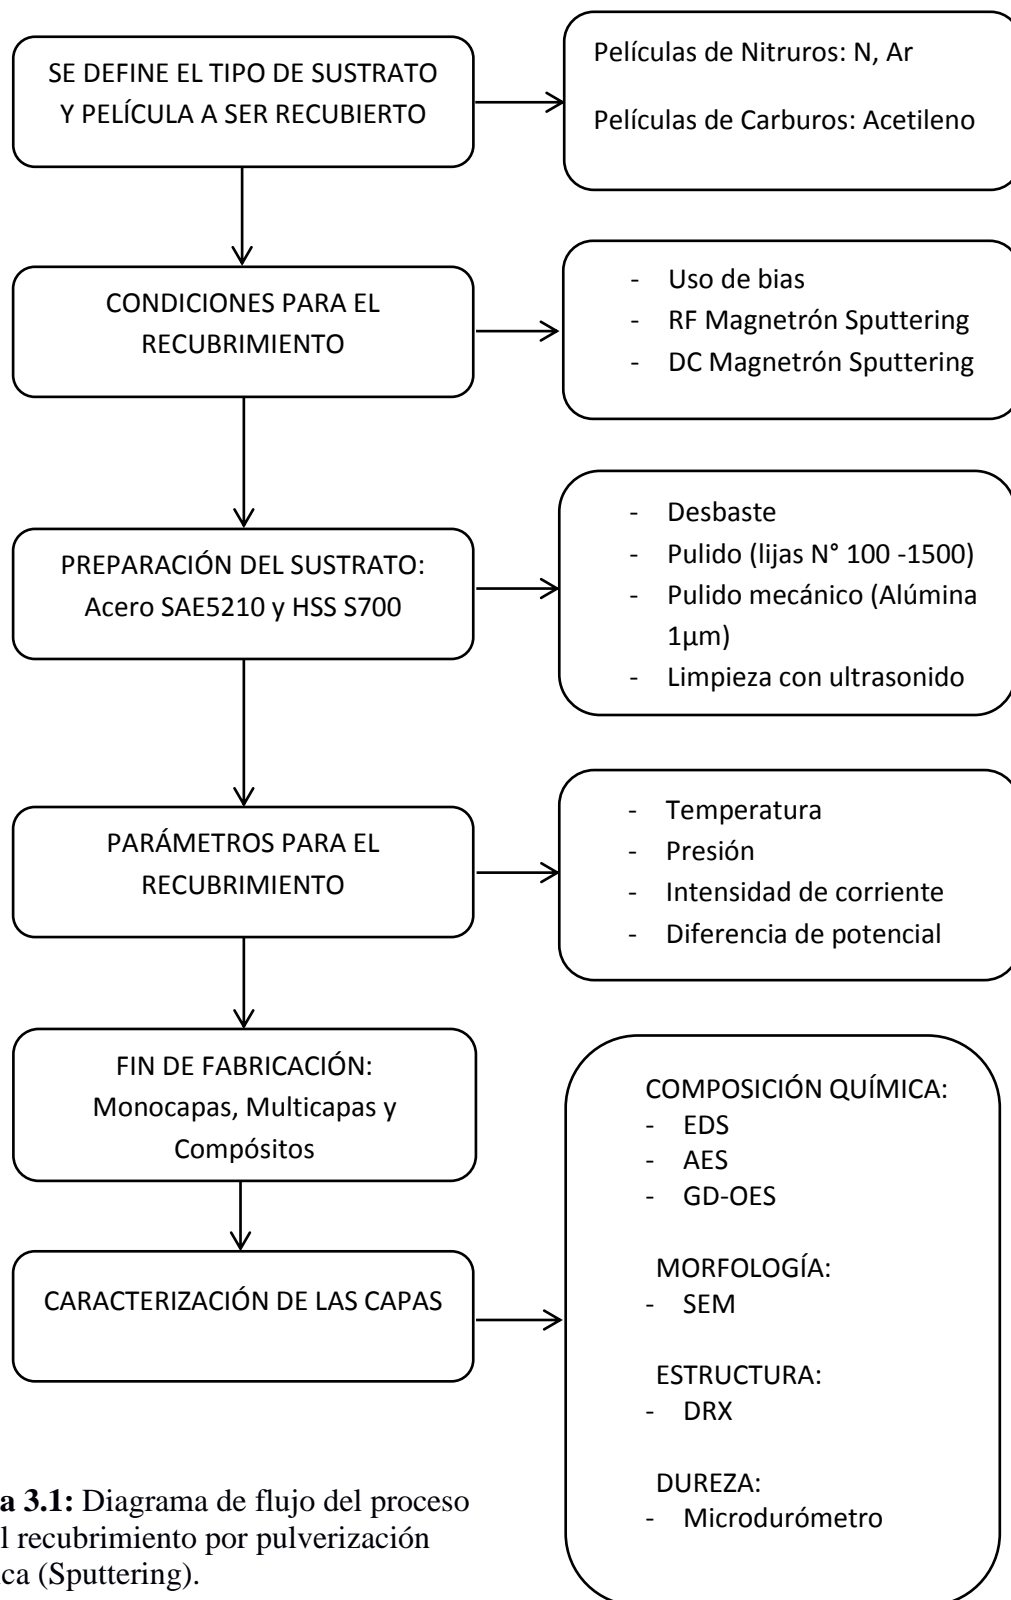 SE DEFINE EL TIPO DE SUSTRATO
Y PELÍCULA A SER RECUBIERTO
Películas de Nitruros: N, Ar
Películas de Carburos: Acetileno
CONDICIONES PARA EL
RECUBRIMIENTO
- Uso de bias
- RF Magnetrón Sputtering
- DC Magnetrón Sputtering
PREPARACIÓN DEL SUSTRATO:
Acero SAE5210 y HSS S700
- Desbaste
- Pulido (lijas N° 100 -1500)
- Pulido mecánico (Alúmina
1µm)
- Limpieza con ultrasonido
PARÁMETROS PARA EL
RECUBRIMIENTO
- Temperatura
- Presión
- Intensidad de corriente
- Diferencia de potencial
FIN DE FABRICACIÓN:
Monocapas, Multicapas y
Compósitos
CARACTERIZACIÓN DE LAS CAPAS
COMPOSICIÓN QUÍMICA:
- EDS
- AES
- GD-OES
MORFOLOGÍA:
- SEM
ESTRUCTURA:
- DRX
DUREZA:
- Microdurómetro
a 3.1: Diagrama de flujo del proceso
l recubrimiento por pulverización
ica (Sputtering).